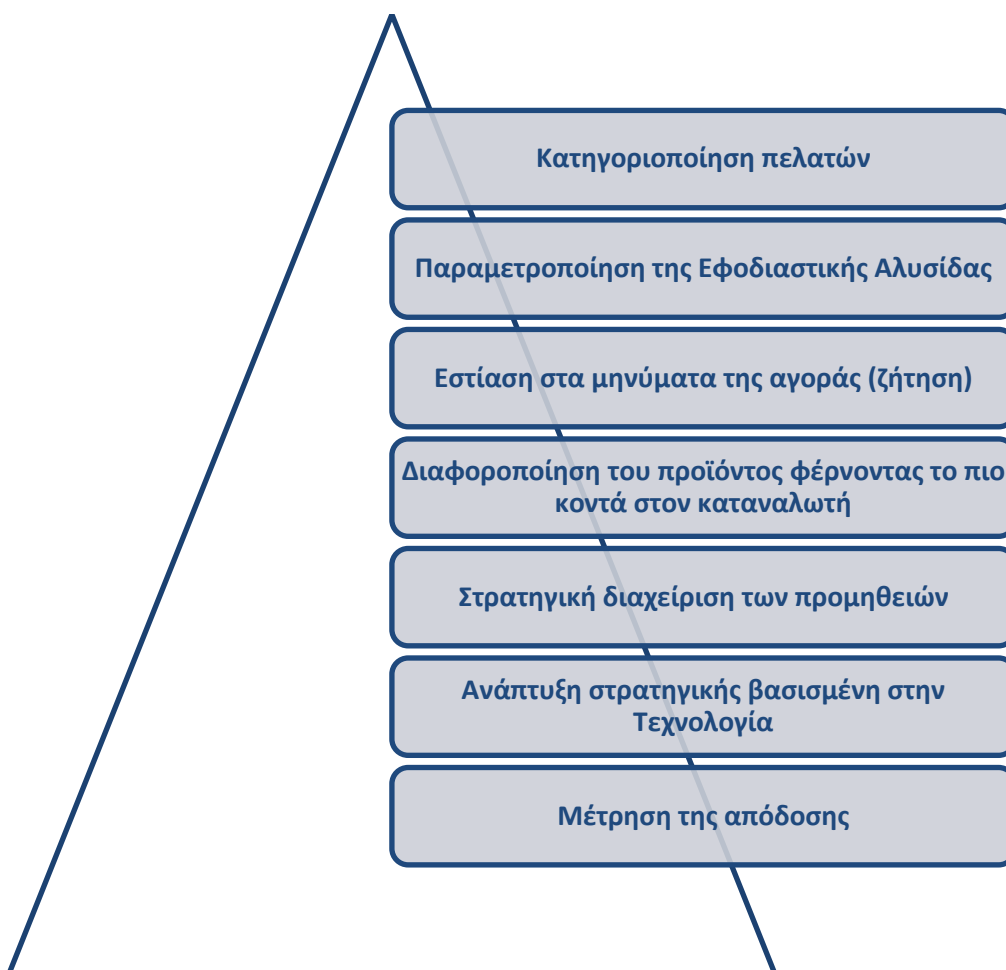 Κατηγοριοποίηση πελατών
Παραμετροποίηση της Εφοδιαστικής Αλυσίδας
Εστίαση στα μηνύματα της αγοράς (ζήτηση)
Διαφοροποίηση του προϊόντος φέρνοντας το πιο
κοντά στον καταναλωτή
Στρατηγική διαχείριση των προμηθειών
Ανάπτυξη στρατηγικής βασισμένη στην
Τεχνολογία
Μέτρηση της απόδοσης